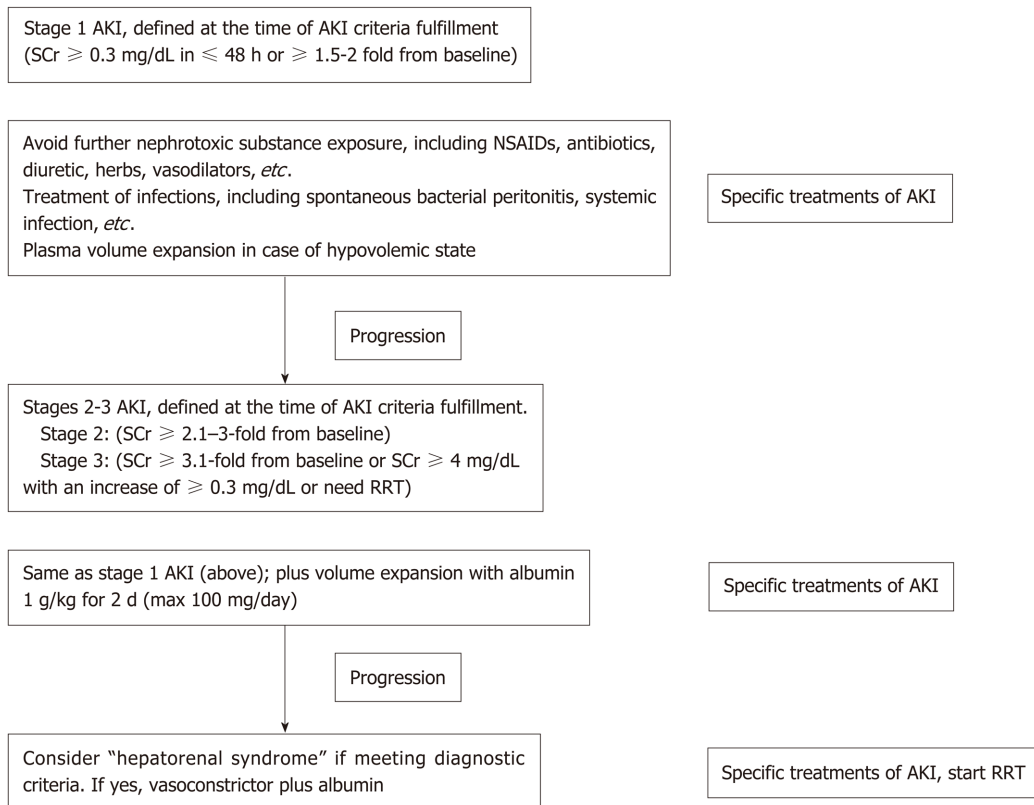 Stage 1 AKI, defined at the time of AKI criteria fulfillment
(SCr ≥ 0.3 mg/dL in ≤ 48 h or ≥ 1.5-2 fold from baseline)
Avoid further nephrotoxic substance exposure, including NSAIDs, antibiotics,
diuretic, herbs, vasodilators, etc.
Treatment of infections, including spontaneous bacterial peritonitis, systemic
infection, etc.
Plasma volume expansion in case of hypovolemic state
Specific treatments of AKI
Progression
Stages 2-3 AKI, defined at the time of AKI criteria fulfillment.
Stage 2: (SCr ≥ 2.1–3-fold from baseline)
Stage 3: (SCr ≥ 3.1-fold from baseline or SCr ≥ 4 mg/dL
with an increase of ≥ 0.3 mg/dL or need RRT)
Same as stage 1 AKI (above); plus volume expansion with albumin
1 g/kg for 2 d (max 100 mg/day)
Specific treatments of AKI
Progression
Consider “hepatorenal syndrome” if meeting diagnostic
criteria. If yes, vasoconstrictor plus albumin
Specific treatments of AKI, start RRT